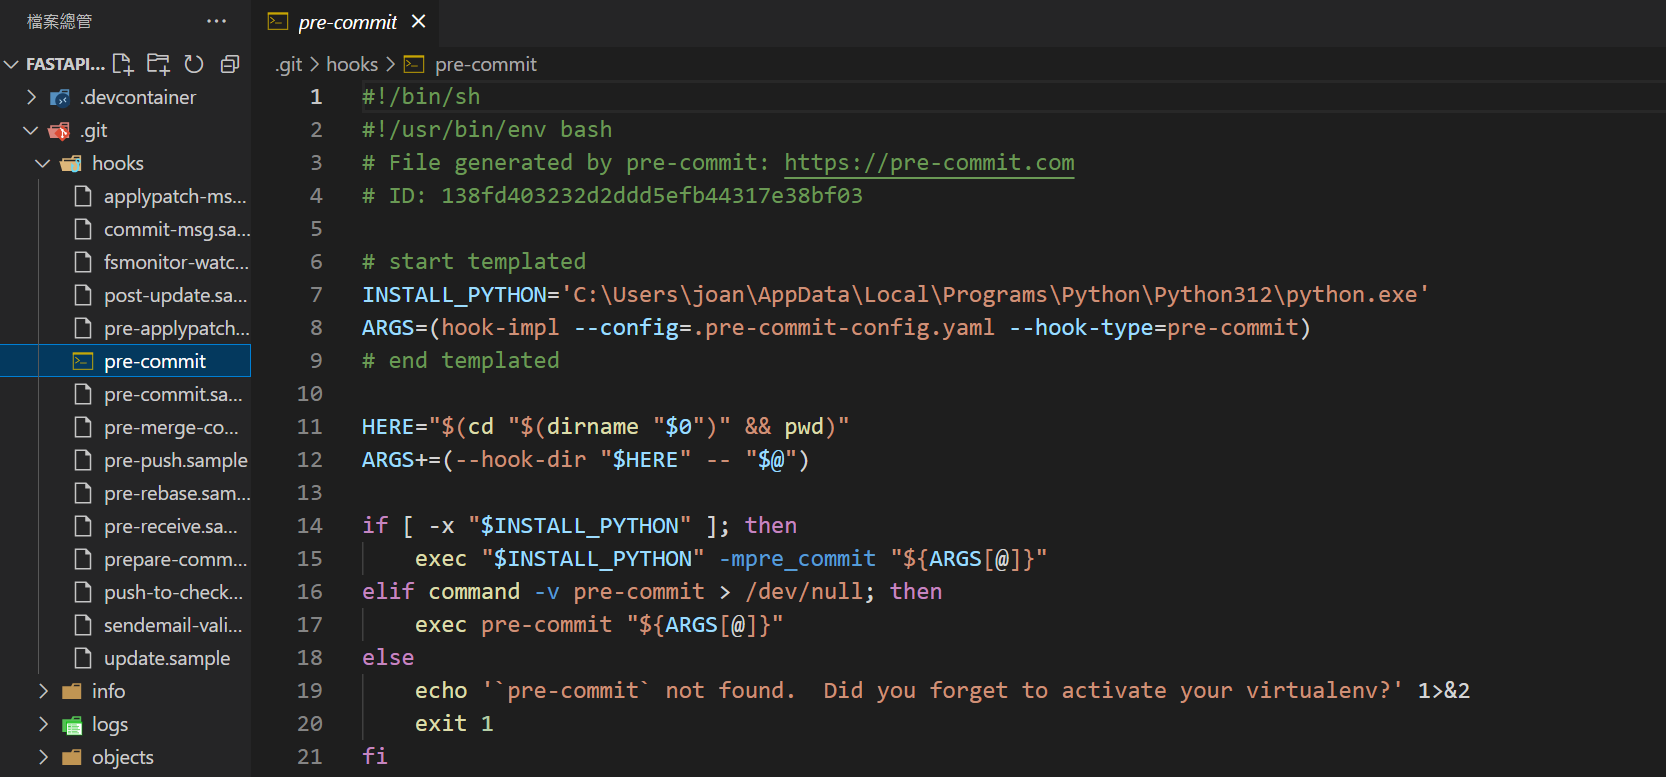 檔案總管
FASTAPI...
.devcontainer
.git
hooks
applypatch-ms...
commit-msg.sa...
fsmonitor-watc...
post-update.sa...
pre-applypatch...
pre-commit
pre-commit.sa...
pre-merge-co...
pre-push.sample
pre-rebase.sam...
pre-receive.sa...
prepare-comm...
push-to-check...
sendemail-vali...
update.sample
info
logs
objects
pre-commit
.git > hooks > pre-commit
1 #!/bin/sh
2 #!/usr/bin/env bash
3 # File generated by pre-commit: https://pre-commit.com
4 # ID: 138fd403232d2ddd5efb44317e38bf03
5
6 # start templated
7 INSTALL_PYTHON='C:\Users\joan\AppData\Local\Programs\Python\Python312\python.exe'
8 ARGS=(hook-impl --config=.pre-commit-config.yaml --hook-type=pre-commit)
9 # end templated
10
11 HERE="$(cd "$(dirname "$0")" && pwd)"
12 ARGS+=(--hook-dir "$HERE" -- "$@")
13
14 if [ -x "$INSTALL_PYTHON" ]; then
15     exec "$INSTALL_PYTHON" -mpre_commit "${ARGS[@]}"
16 elif command -v pre-commit > /dev/null; then
17     exec pre-commit "${ARGS[@]}"
18 else
19     echo '`pre-commit` not found.  Did you forget to activate your virtualenv?' 1>&2
20     exit 1
21 fi